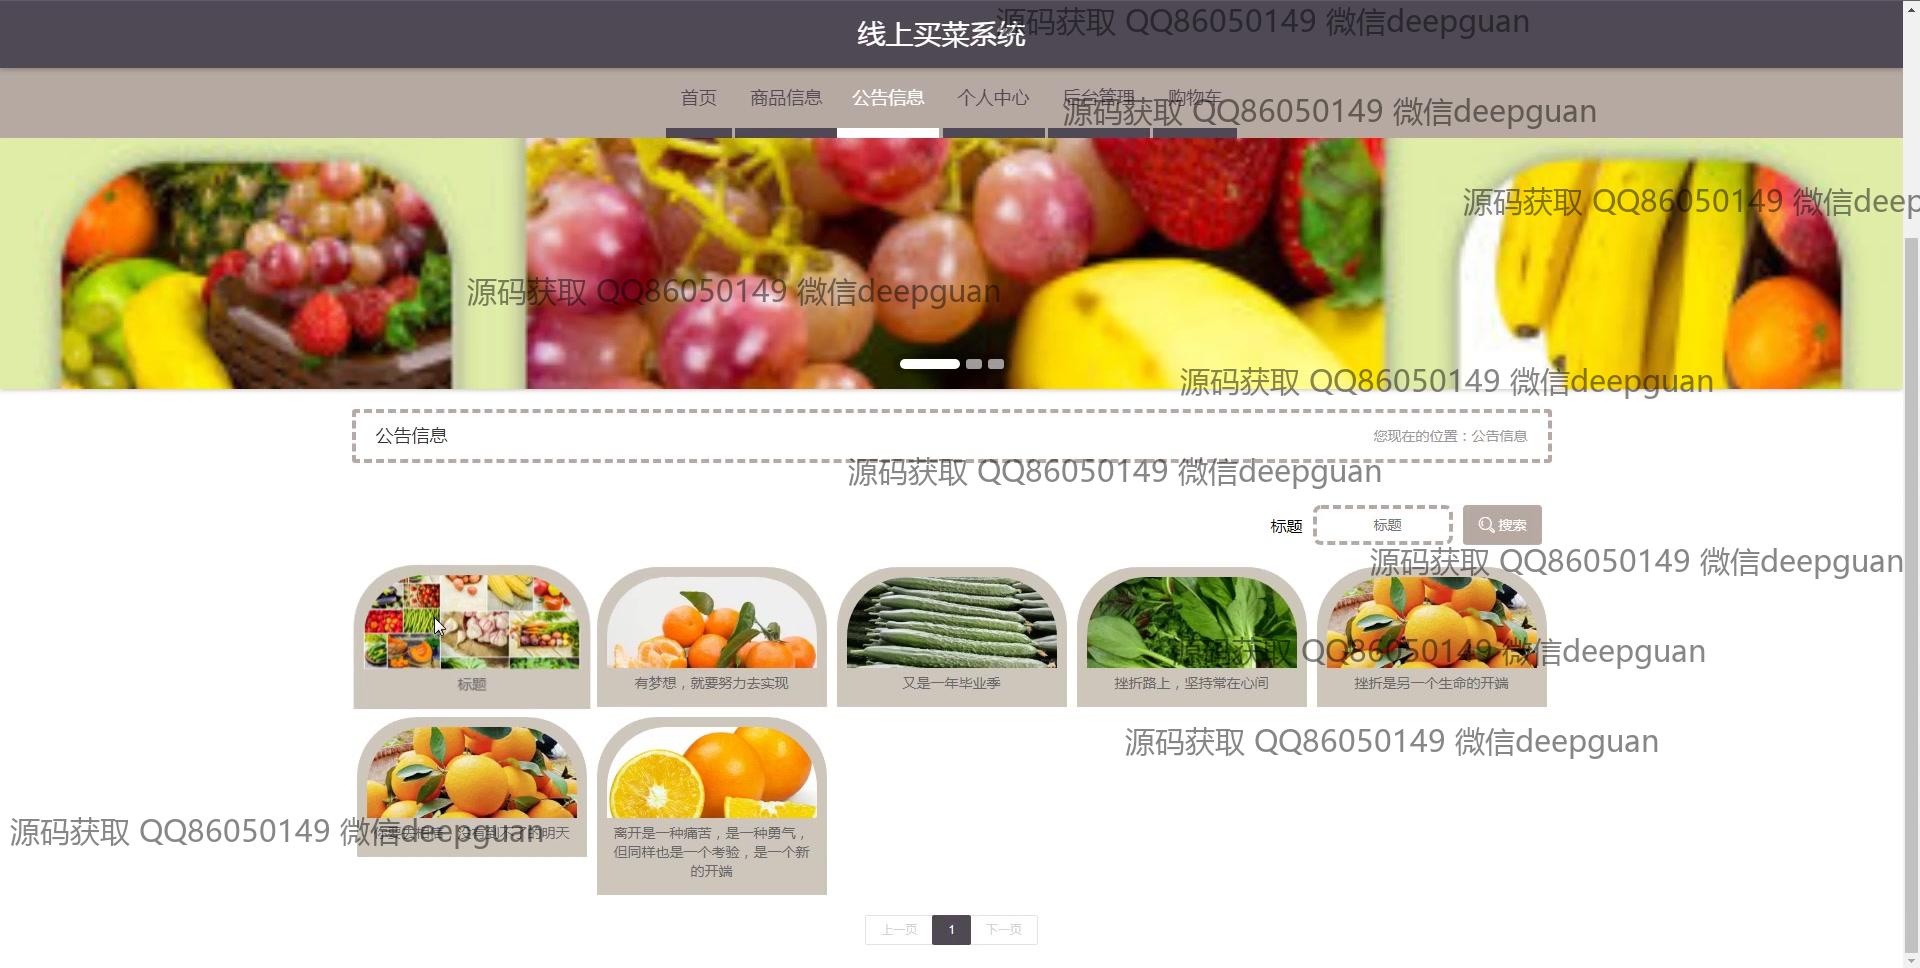 线上买菜系统
源码获取 QQ86050149 微信deepguan
首页
商品信息
公告信息
个人中心
后台管理
购物车
源码获取 QQ86050149 微信deepguan
源码获取 QQ86050149 微信deep
源码获取 QQ86050149 微信deepguan
源码获取 QQ86050149 微信deepguan
公告信息
您现在的位置：公告信息
源码获取 QQ86050149 微信deepguan
标题
标题
搜索
源码获取 QQ86050149 微信deepguan
标题
有梦想，就要努力去实现
又是一年毕业季
挫折路上，坚持常在心间
挫折是另一个生命的开端
源码获取 QQ86050149 微信deepguan
源码获取 QQ86050149 微信deepguan
源码获取 QQ86050149 微信deepguan
的明天
离开是一种痛苦，是一种勇气，
但同样也是一个考验，是一个新
的开端
上一页
1
下一页